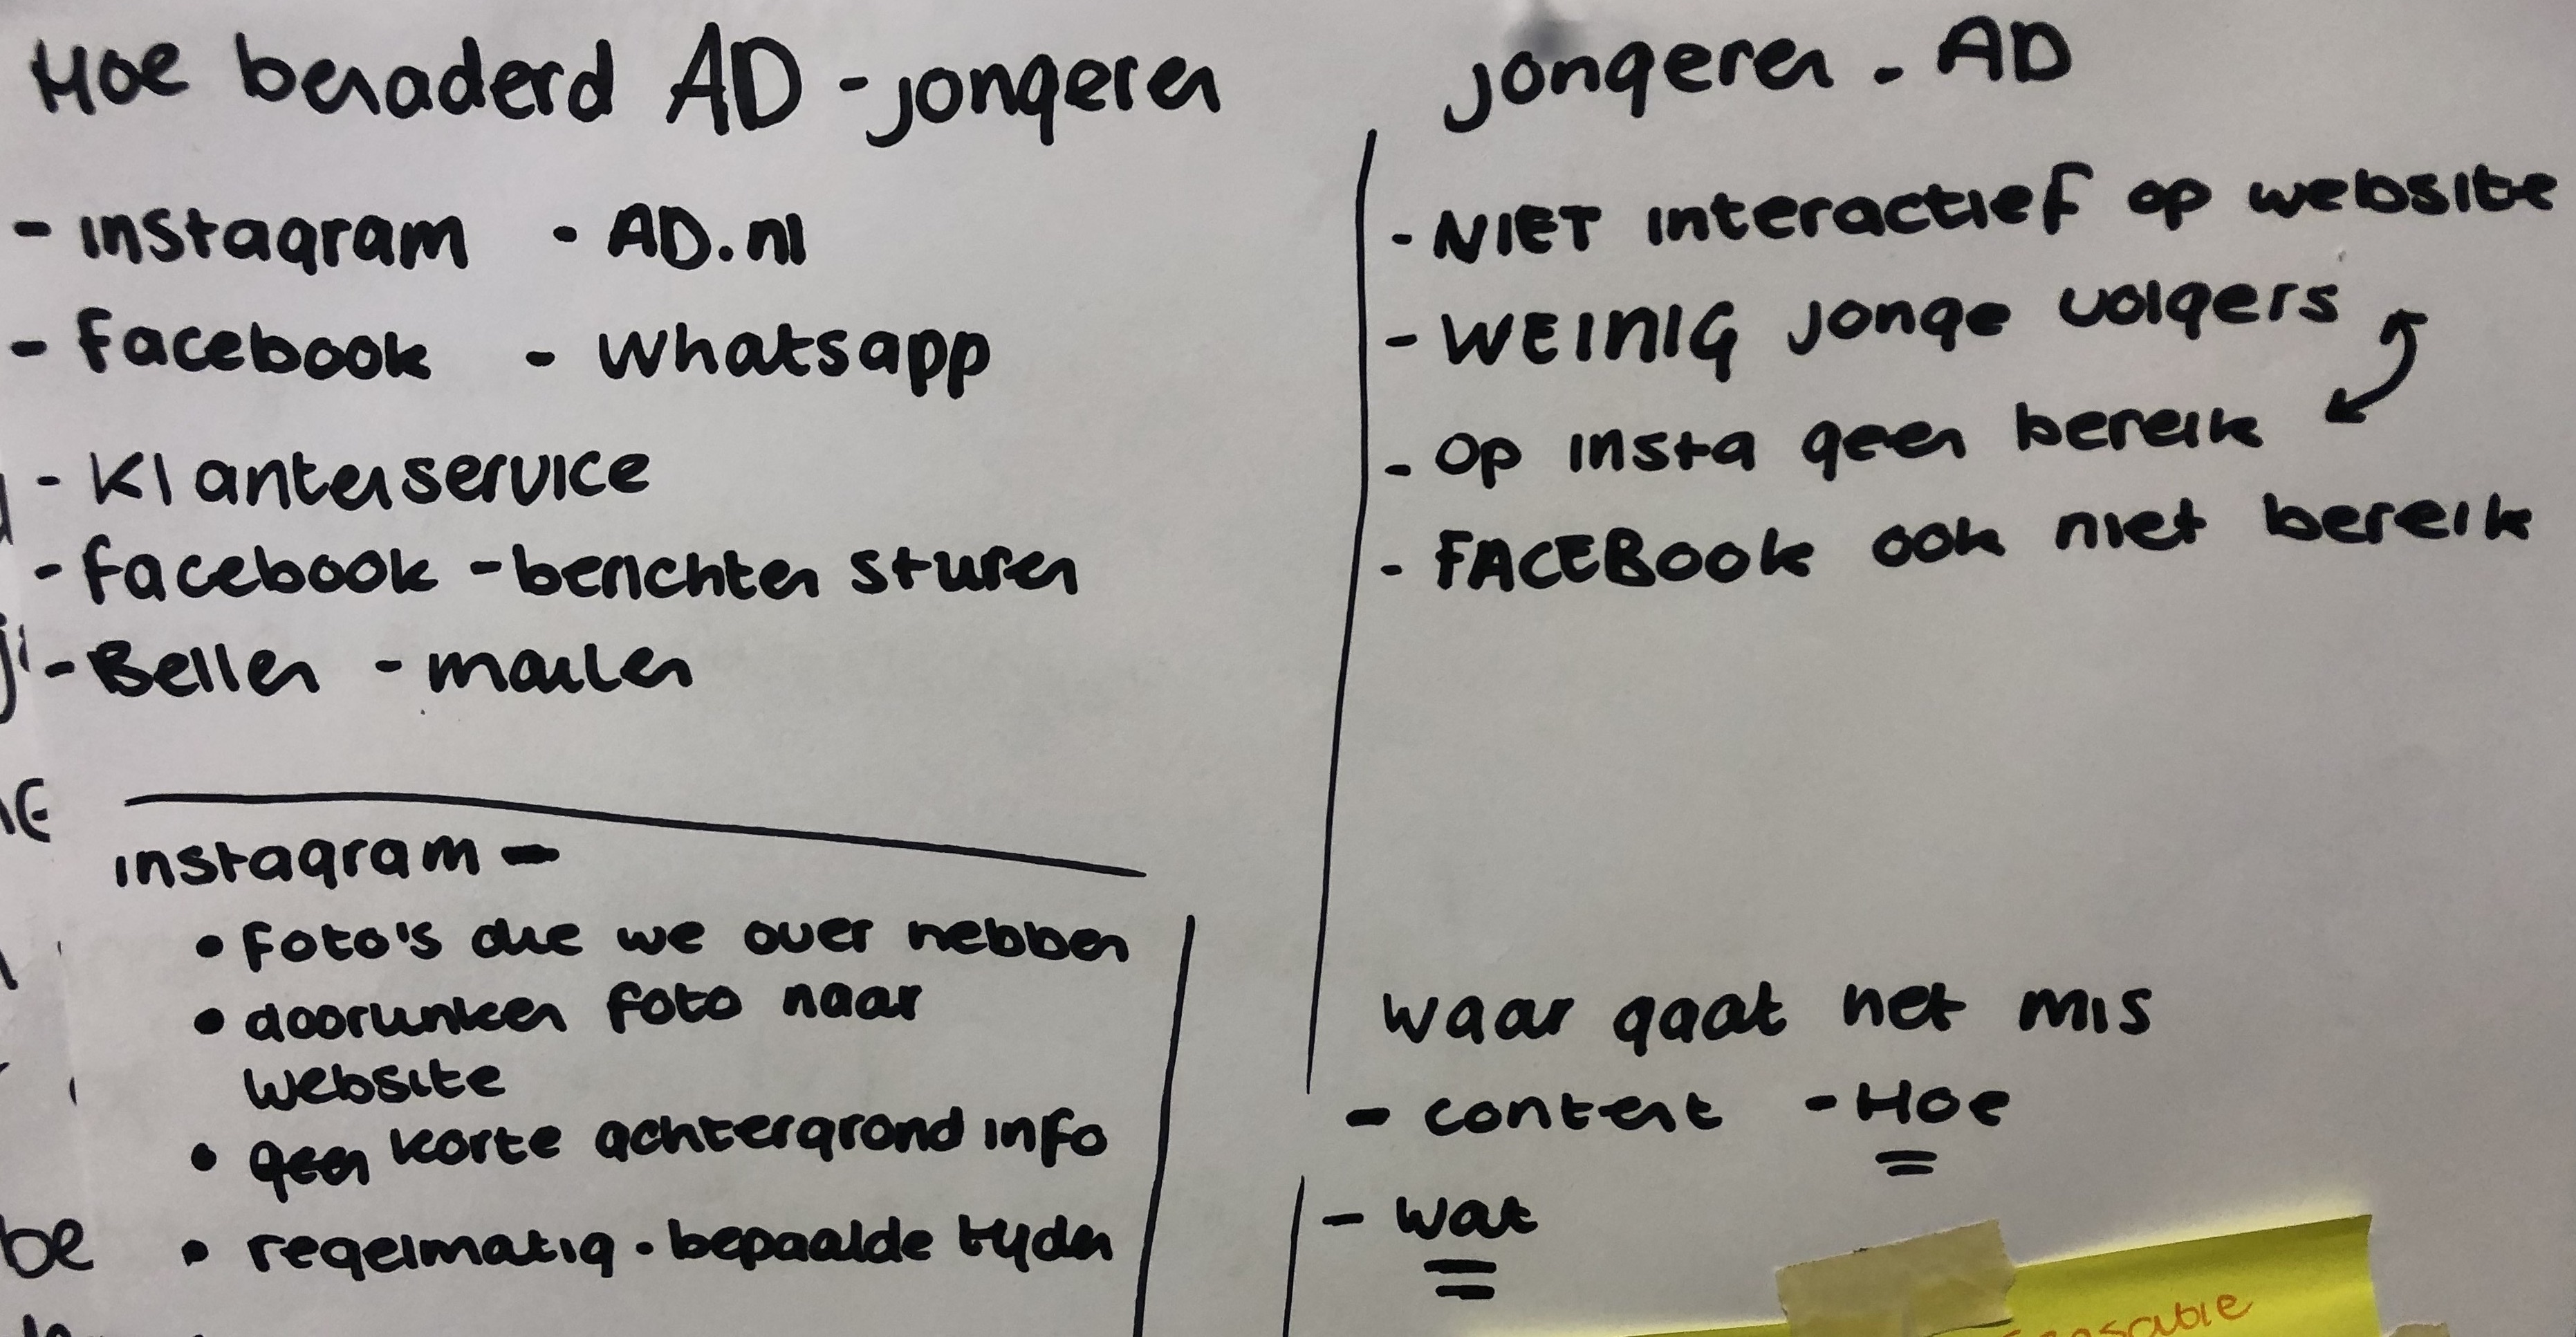 Hoe benaderd AD - jongeren
- instagram - AD.nl
- facebook - Whatsapp
- Klantenservice
- facebook - berichten sturen
- Bellen - mailen
jongeren - AD
- NIET interactief op website
- WEINIG jonge volgers
- Op insta geen bereik
- FACEBook ook niet bereik
instagram -
• foto's die we over hebben
• doorlinken foto naar
website
• geen korte achtergrond info
• regelmatig • bepaalde tijden
waar gaat het mis
- content - Hoe
- wat
be